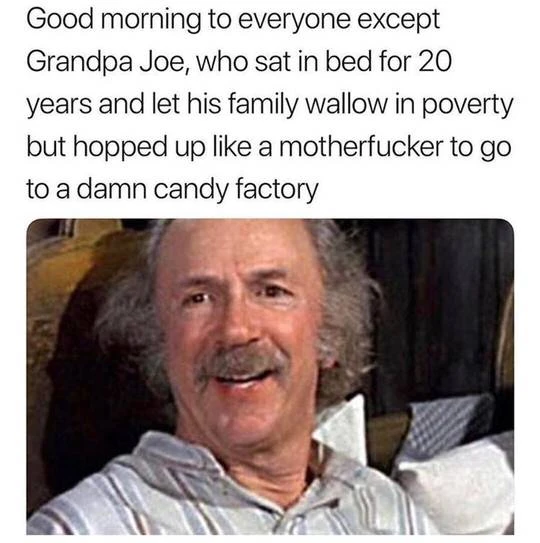 Good morning to everyone except
Grandpa Joe, who sat in bed for 20
years and let his family wallow in poverty
but hopped up like a motherfucker to go
to a damn candy factory